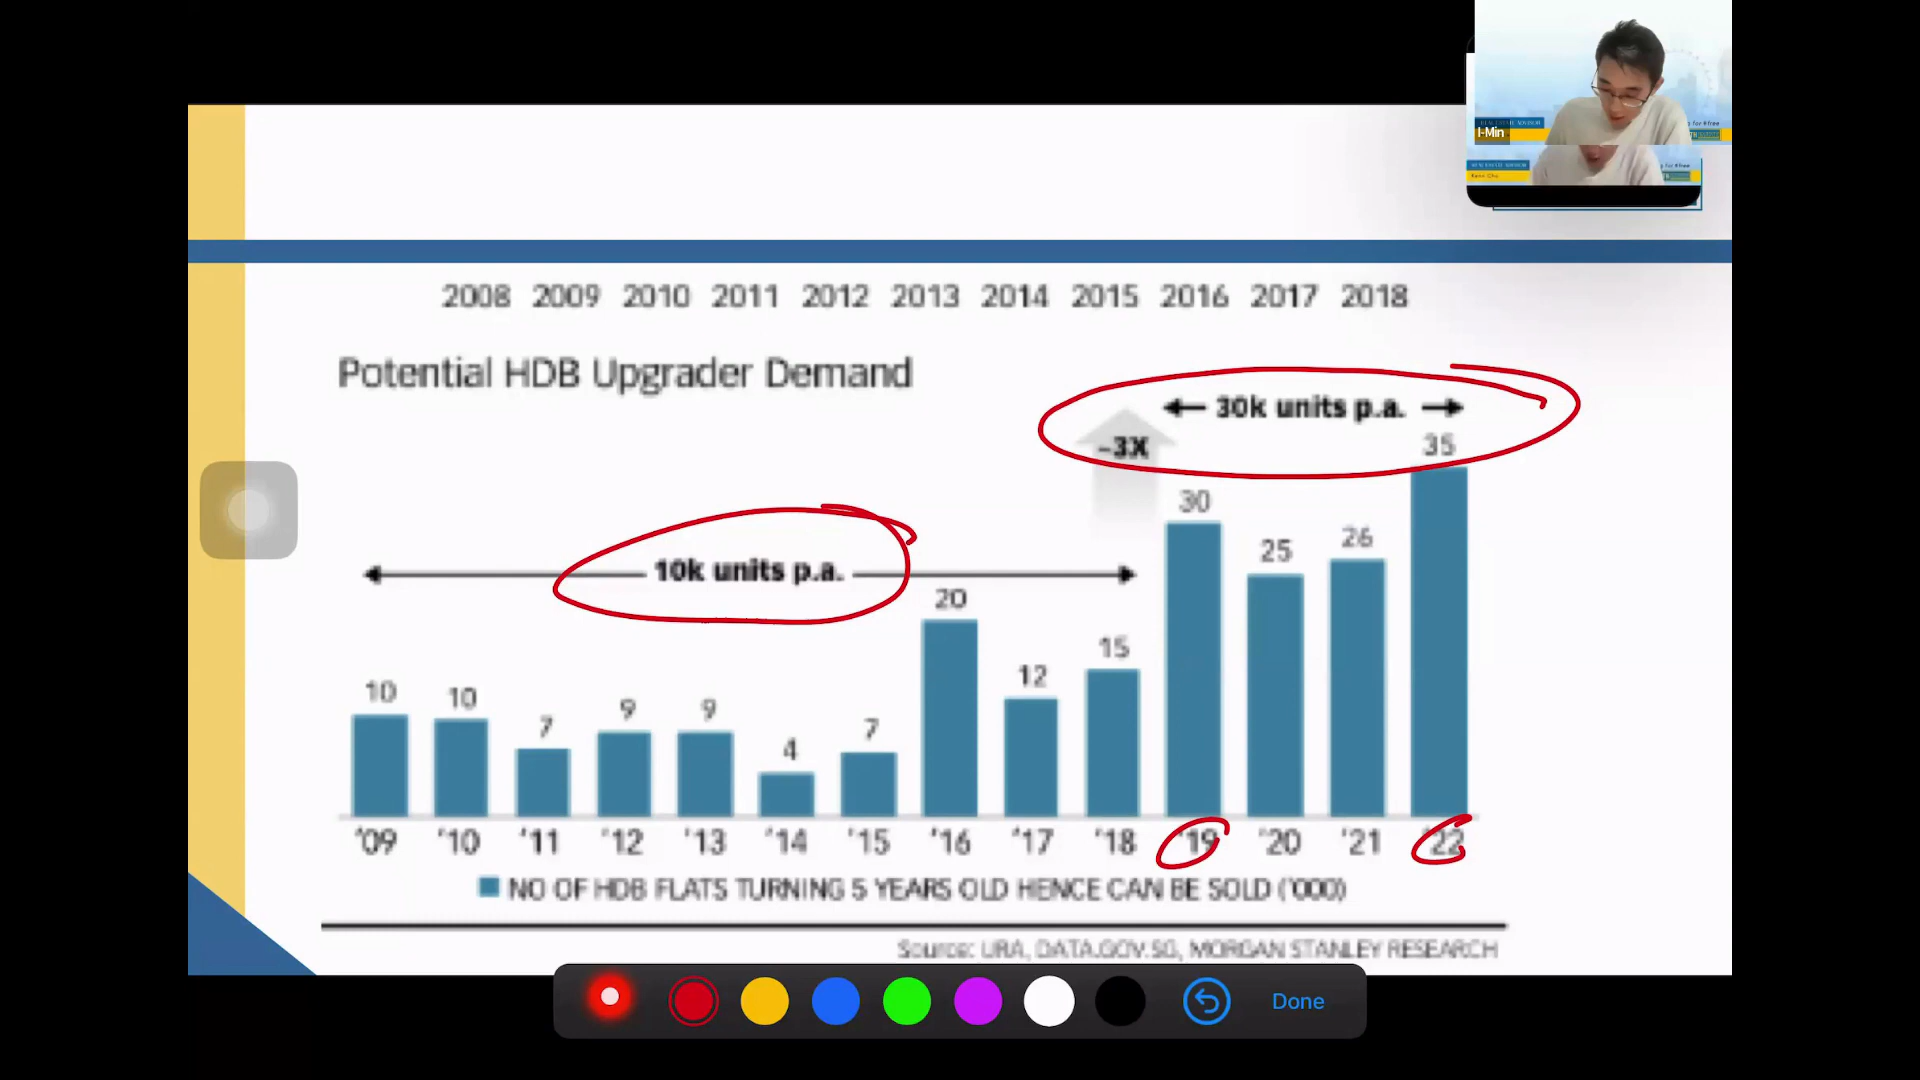 I-Min
2008 2009 2010 2011 2012 2013 2014 2015 2016 2017 2018
Potential HDB Upgrader Demand
30k units p.a.
~3X
35
30
25
26
10k units p.a.
20
15
12
10
10
7
9
9
4
7
'09 '10 '11 '12 '13 '14 '15 '16 '17 '18 '19 '20 '21 '22
NO OF HDB FLATS TURNING 5 YEARS OLD HENCE CAN BE SOLD ('000)
Source: URA, DATA.GOV.SG, MORGAN STANLEY RESEARCH
Done